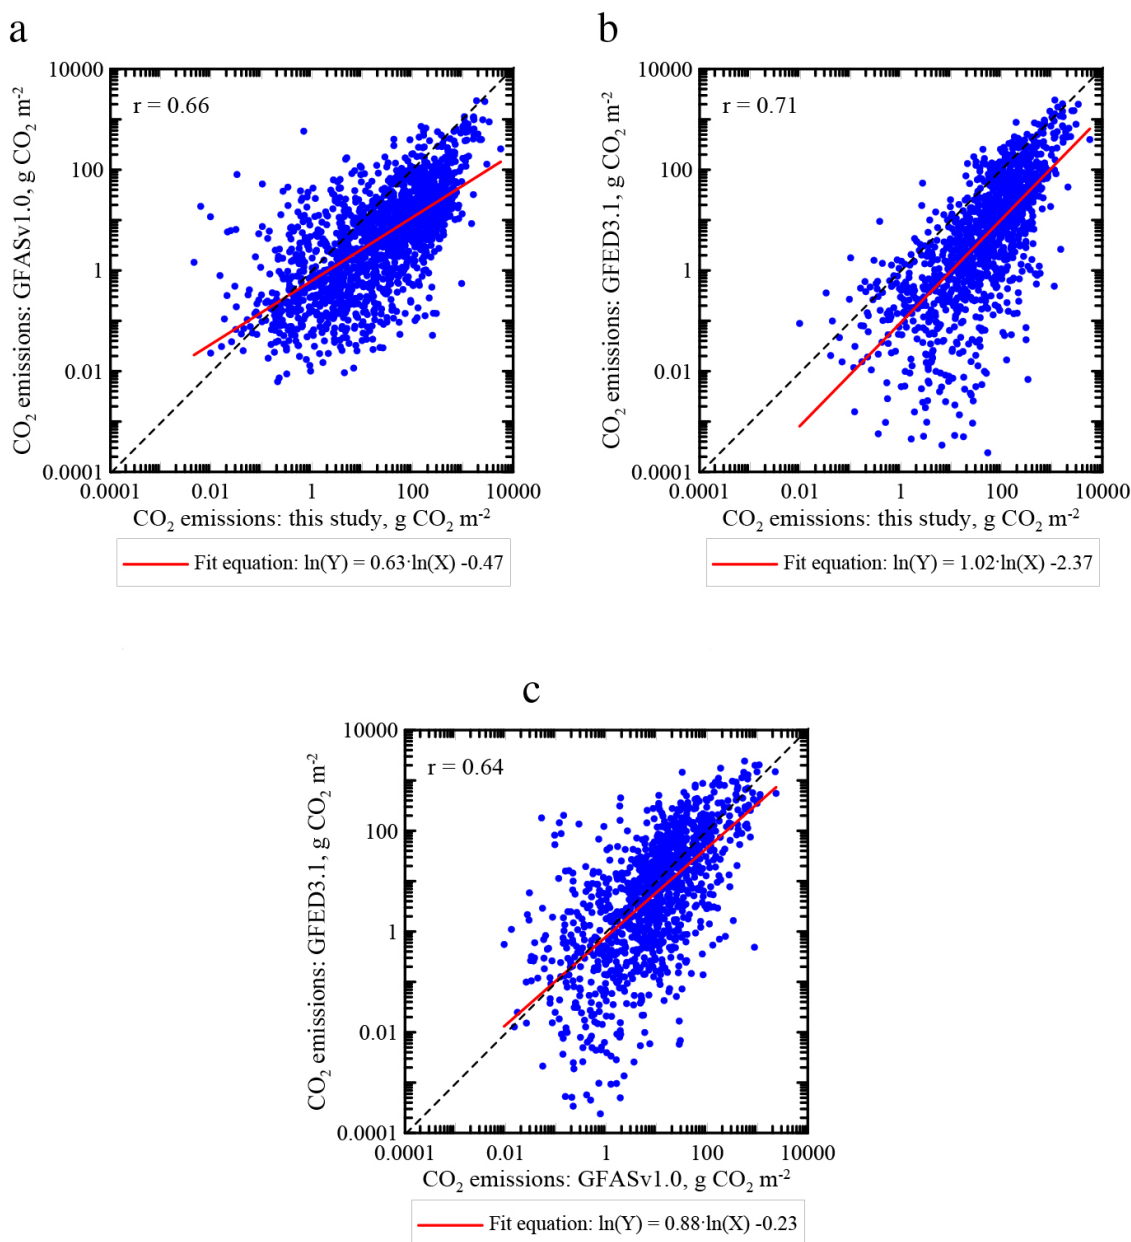 a
r = 0.66
10000
100
1
0.01
0.0001
CO₂ emissions: GFASv1.0, g CO₂ m⁻²
0.0001 0.01 1 100 10000
CO₂ emissions: this study, g CO₂ m⁻²
Fit equation: ln(Y) = 0.63·ln(X) -0.47
b
r = 0.71
10000
100
1
0.01
0.0001
CO₂ emissions: GFED3.1, g CO₂ m⁻²
0.0001 0.01 1 100 10000
CO₂ emissions: this study, g CO₂ m⁻²
Fit equation: ln(Y) = 1.02·ln(X) -2.37
c
r = 0.64
10000
100
1
0.01
0.0001
CO₂ emissions: GFED3.1, g CO₂ m⁻²
0.0001 0.01 1 100 10000
CO₂ emissions: GFASv1.0, g CO₂ m⁻²
Fit equation: ln(Y) = 0.88·ln(X) -0.23